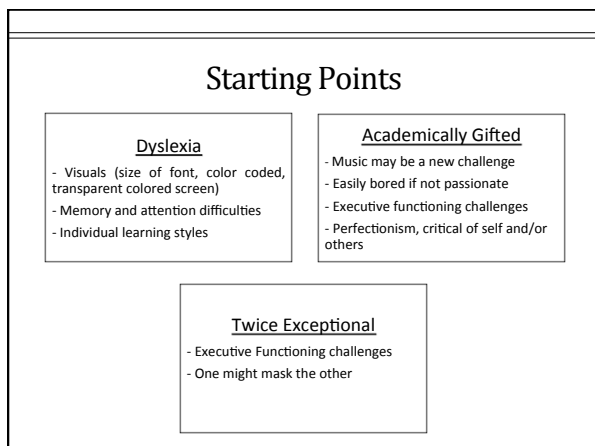 Starting Points
Dyslexia
- Visuals (size of font, color coded,
transparent colored screen)
- Memory and attention difficulties
- Individual learning styles
Academically Gifted
- Music may be a new challenge
- Easily bored if not passionate
- Executive functioning challenges
- Perfectionism, critical of self and/or
others
Twice Exceptional
- Executive Functioning challenges
- One might mask the other